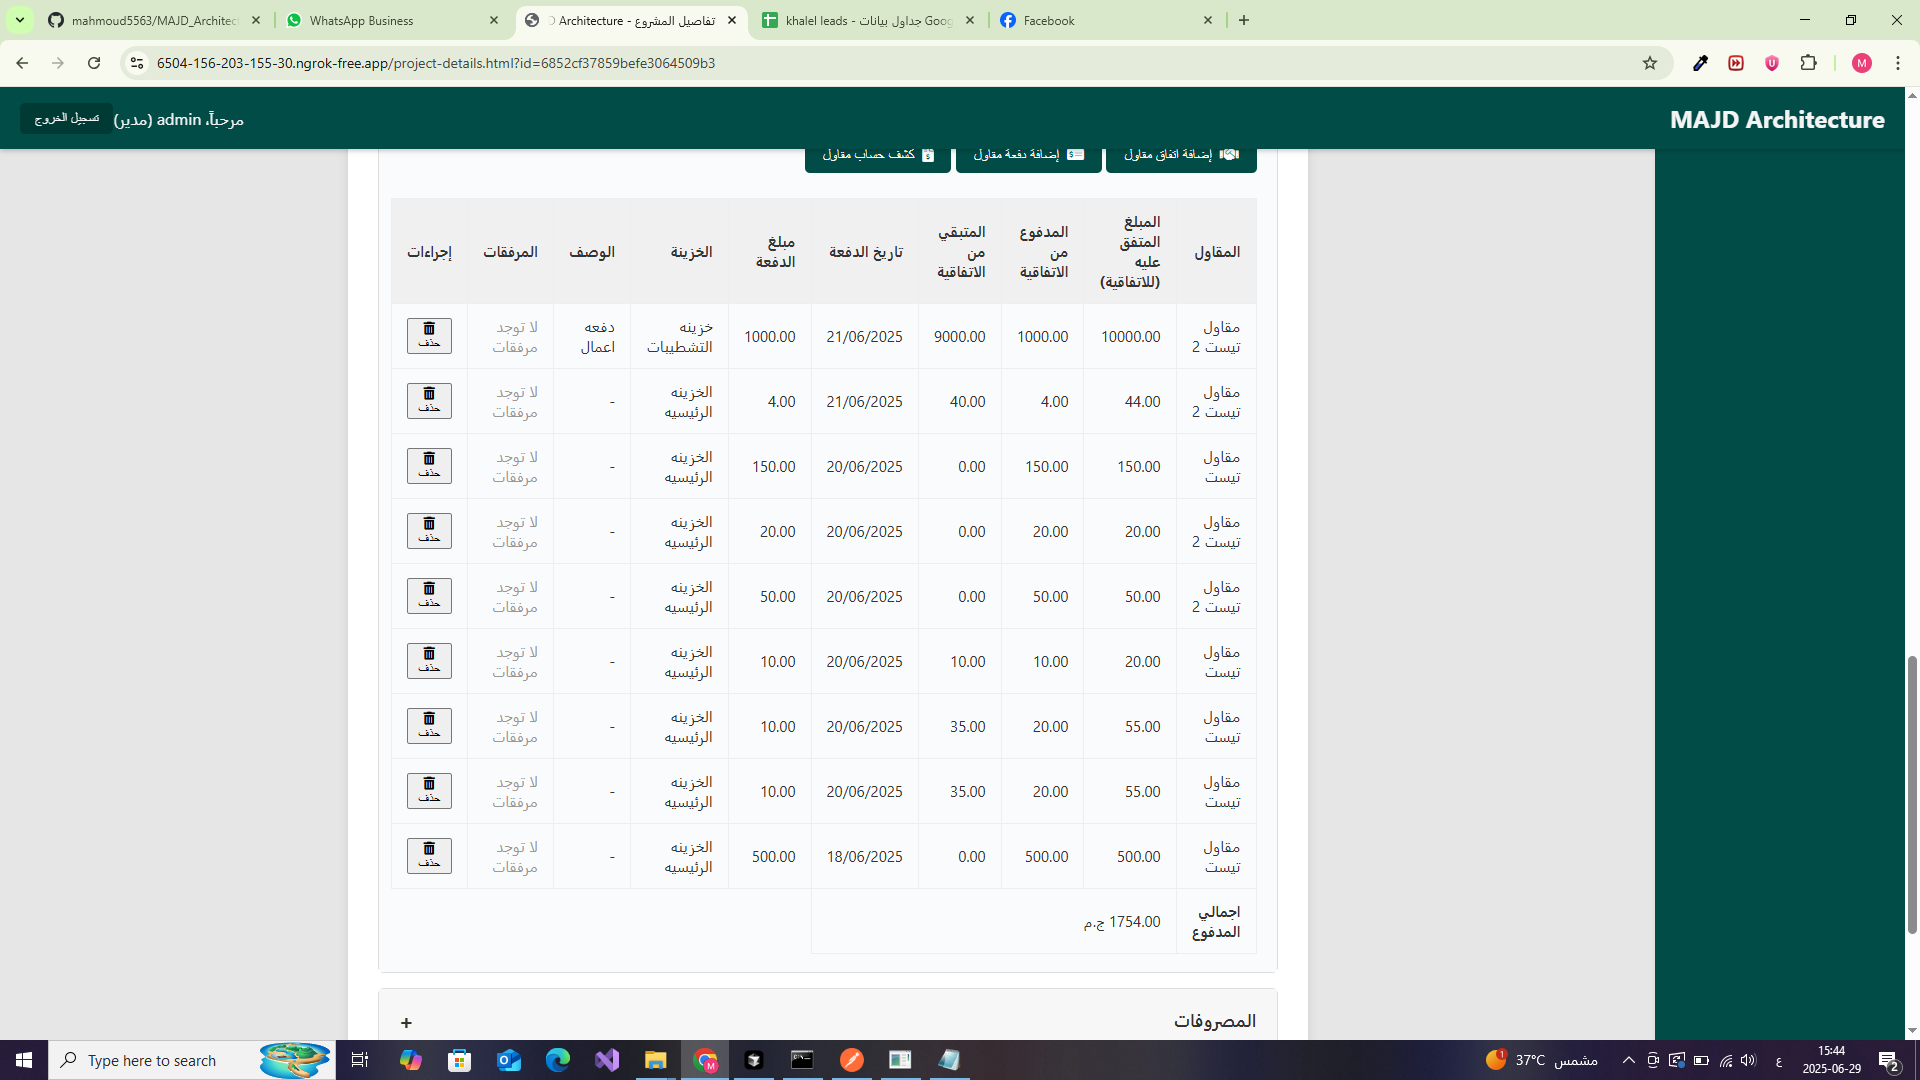 mahmoud5563/MAJD_Architect
WhatsApp Business
تفاصيل المشروع - D Architecture
khalel leads - جداول بيانات Goog
Facebook
6504-156-203-155-30.ngrok-free.app/project-details.html?id=6852cf37859befe3064509b3
M
MAJD Architecture
مرحباً، admin (مدير)
تسجيل الخروج
إضافة اتفاق مقاول
إضافة دفعة مقاول
كشف حساب مقاول
المقاول
المبلغ المتفق عليه (للاتفاقية)
المدفوع من الاتفاقية
المتبقي من الاتفاقية
تاريخ الدفعة
مبلغ الدفعة
الخزينة
الوصف
المرفقات
إجراءات
مقاول تيست 2 10000.00 1000.00 9000.00 21/06/2025 1000.00 خزينه التشطيبات دفعه اعمال لا توجد مرفقات حذف
مقاول تيست 2 44.00 4.00 40.00 21/06/2025 4.00 الخزينه الرئيسيه - لا توجد مرفقات حذف
مقاول تيست 150.00 150.00 0.00 20/06/2025 150.00 الخزينه الرئيسيه - لا توجد مرفقات حذف
مقاول تيست 2 20.00 20.00 0.00 20/06/2025 20.00 الخزينه الرئيسيه - لا توجد مرفقات حذف
مقاول تيست 2 50.00 50.00 0.00 20/06/2025 50.00 الخزينه الرئيسيه - لا توجد مرفقات حذف
مقاول تيست 20.00 10.00 10.00 20/06/2025 10.00 الخزينه الرئيسيه - لا توجد مرفقات حذف
مقاول تيست 55.00 20.00 35.00 20/06/2025 10.00 الخزينه الرئيسيه - لا توجد مرفقات حذف
مقاول تيست 55.00 20.00 35.00 20/06/2025 10.00 الخزينه الرئيسيه - لا توجد مرفقات حذف
مقاول تيست 500.00 500.00 0.00 18/06/2025 500.00 الخزينه الرئيسيه - لا توجد مرفقات حذف
اجمالي المدفوع 1754.00 ج.م
المصروفات
+
Type here to search
1
37°C مشمس
ع
15:44
2025-06-29
2